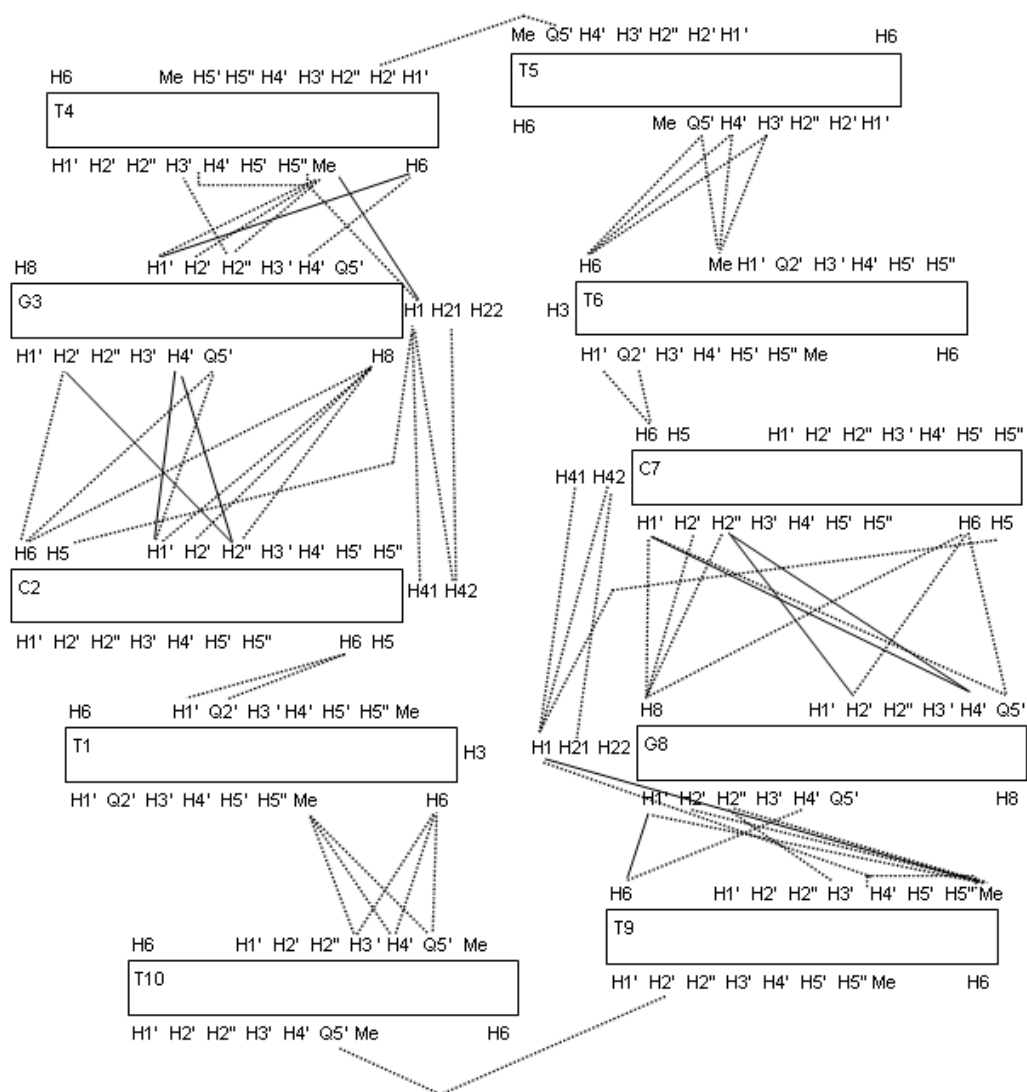 Me Q5' H4' H3' H2" H2' H1' H6
T5
H6 Me H5' H5" H4' H3' H2" H2' H1'
T4
H6 Me Q5' H4' H3' H2" H2' H1'
H1' H2' H2" H3' H4' H5' H5" Me H6
H8 H1' H2' H2" H3 ' H4' Q5'
G3
H1 H21 H22
H1' H2' H2" H3' H4' Q5' H8
H6 Me H1' Q2' H3 ' H4' H5' H5"
H3
T6
H1' Q2' H3' H4' H5' H5" Me H6
H6 H5 H1' H2' H2" H3 ' H4' H5' H5"
C7
H41 H42
H1' H2' H2" H3' H4' H5' H5" H6 H5
H6 H5 H1' H2' H2" H3 ' H4' H5' H5"
C2
H41 H42
H1' H2' H2" H3' H4' H5' H5" H6 H5
H6 H1' Q2' H3 ' H4' H5' H5" Me
T1
H3
H1' Q2' H3' H4' H5' H5" Me H6
H8 H1' H2' H2" H3 ' H4' Q5'
H1 H21 H22
G8
H1' H2' H2" H3' H4' Q5' H8
H6 H1' H2' H2" H3' H4' H5' H5" Me
T9
H1' H2' H2" H3' H4' H5' H5" Me H6
H6 H1' H2' H2" H3 ' H4' Q5' Me
T10
H1' H2' H2" H3' H4' Q5' Me H6